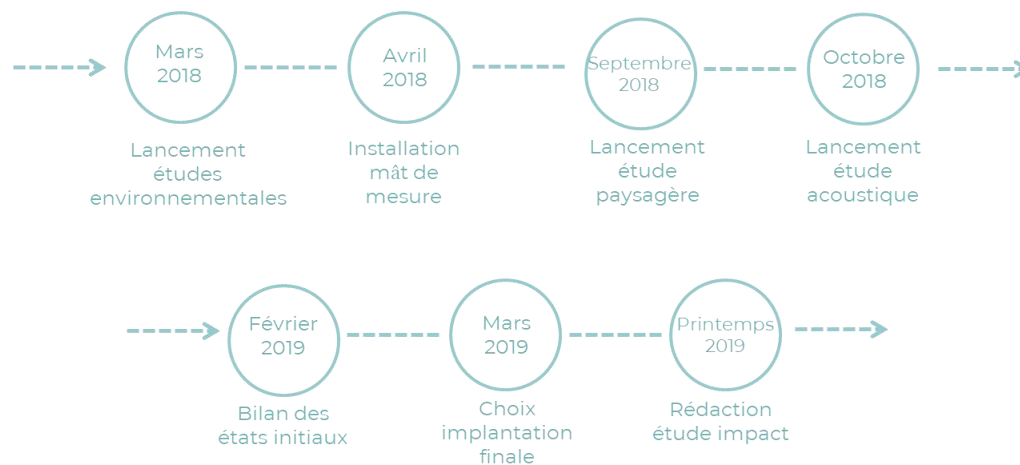 Mars
2018
Lancement
études
environnementales
Avril
2018
Installation
mât de
mesure
Septembre
2018
Lancement
étude
paysagère
Octobre
2018
Lancement
étude
acoustique
Février
2019
Bilan des
états initiaux
Mars
2019
Choix
implantation
finale
Printemps
2019
Rédaction
étude impact